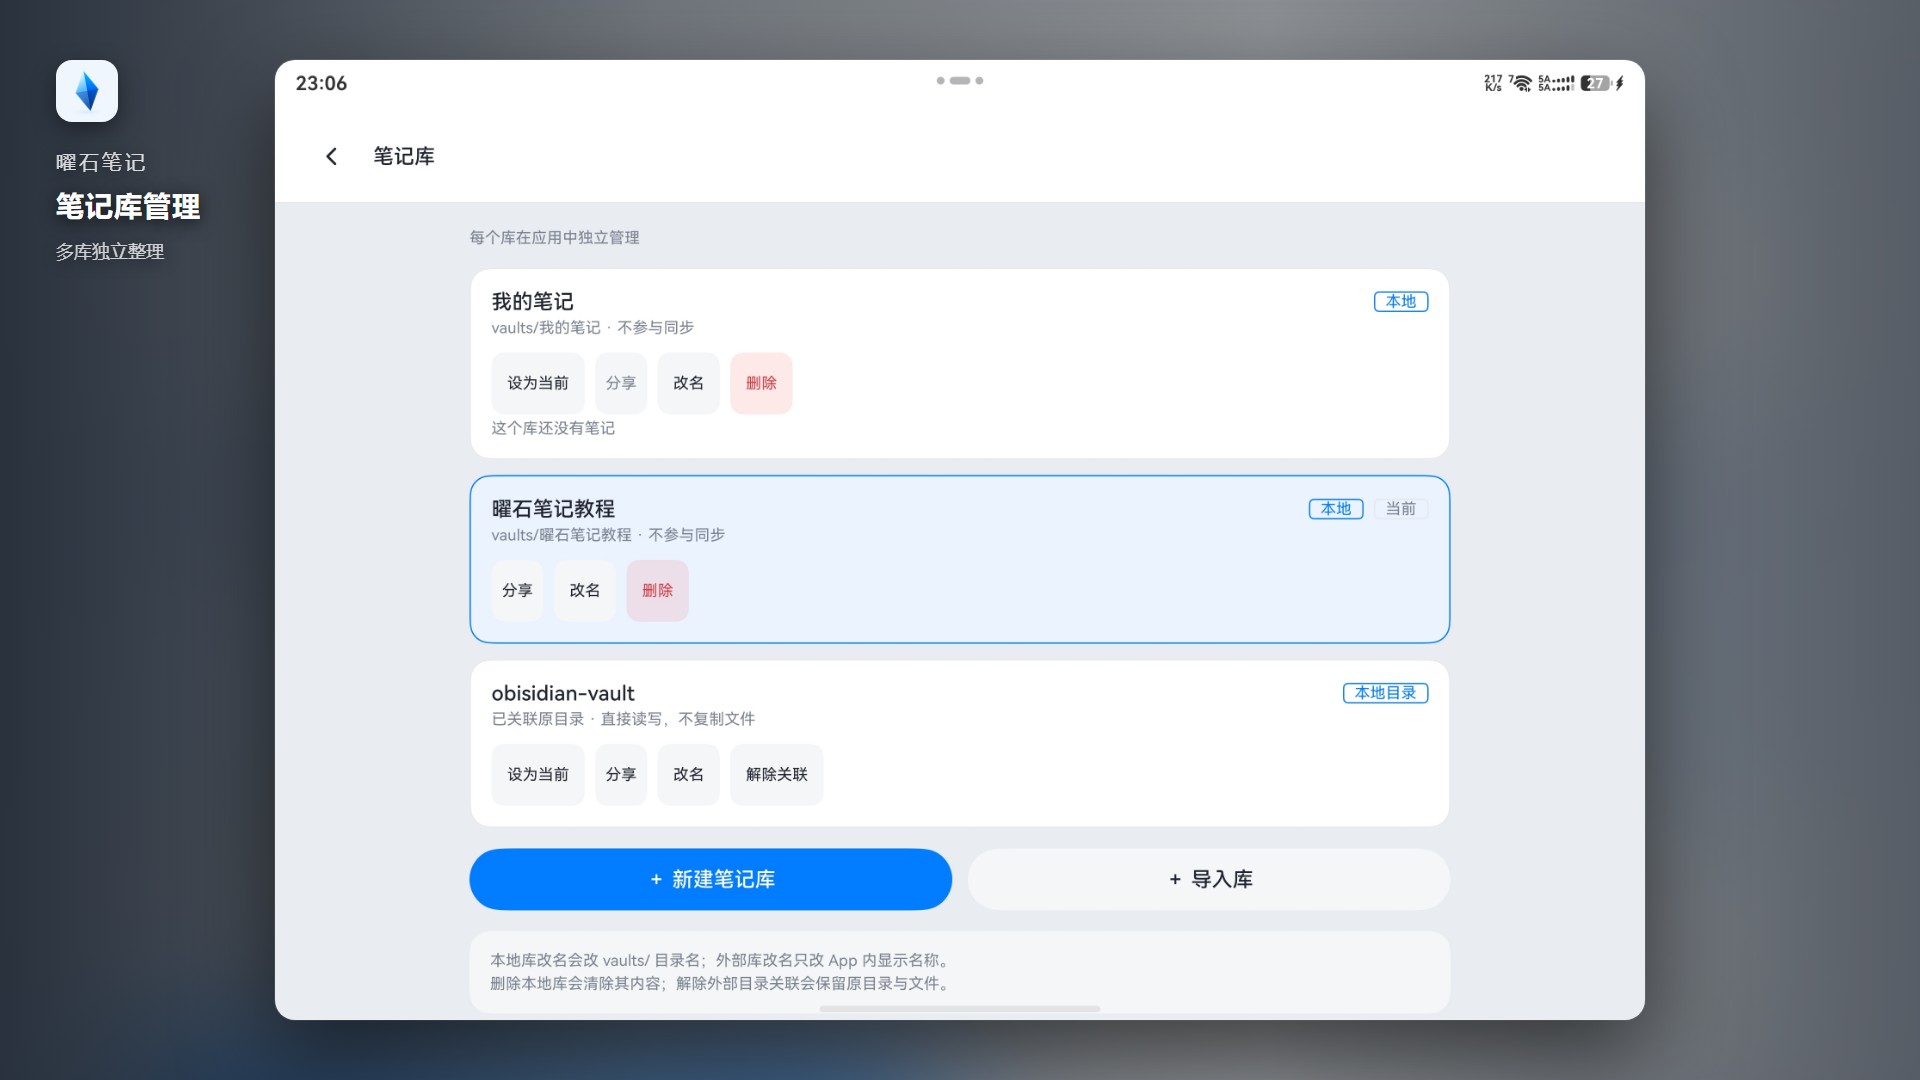 曜石笔记
笔记库管理
多库独立整理
23:06
217 K/s 7 5A 5A 27
笔记库
每个库在应用中独立管理
我的笔记 本地
vaults/我的笔记 · 不参与同步
设为当前 分享 改名 删除
这个库还没有笔记
曜石笔记教程 本地 当前
vaults/曜石笔记教程 · 不参与同步
分享 改名 删除
obisidian-vault 本地目录
已关联原目录 · 直接读写，不复制文件
设为当前 分享 改名 解除关联
+ 新建笔记库 + 导入库
本地库改名会改 vaults/ 目录名；外部库改名只改 App 内显示名称。
删除本地库会清除其内容；解除外部目录关联会保留原目录与文件。